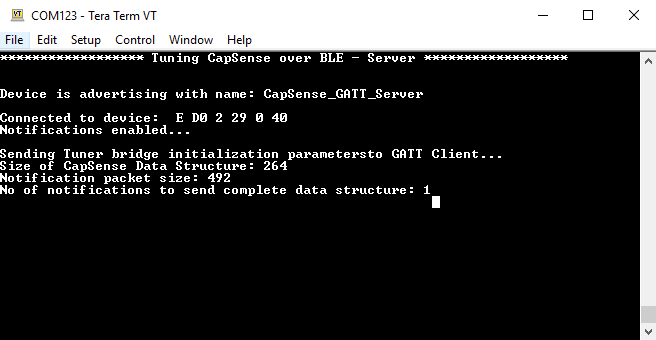 COM123 - Tera Term VT
File Edit Setup Control Window Help
****************** Tuning CapSense over BLE - Server ******************
Device is advertising with name: CapSense_GATT_Server
Connected to device:  E D0 2 29 0 40
Notifications enabled...
Sending Tuner bridge initialization parametersto GATT Client...
Size of CapSense Data Structure: 264
Notification packet size: 492
No of notifications to send complete data structure: 1